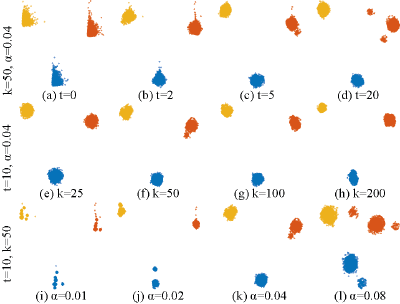 k=50, α=0.04
(a) t=0 (b) t=2 (c) t=5 (d) t=20
t=10, α=0.04
(e) k=25 (f) k=50 (g) k=100 (h) k=200
t=10, k=50
(i) α=0.01 (j) α=0.02 (k) α=0.04 (l) α=0.08